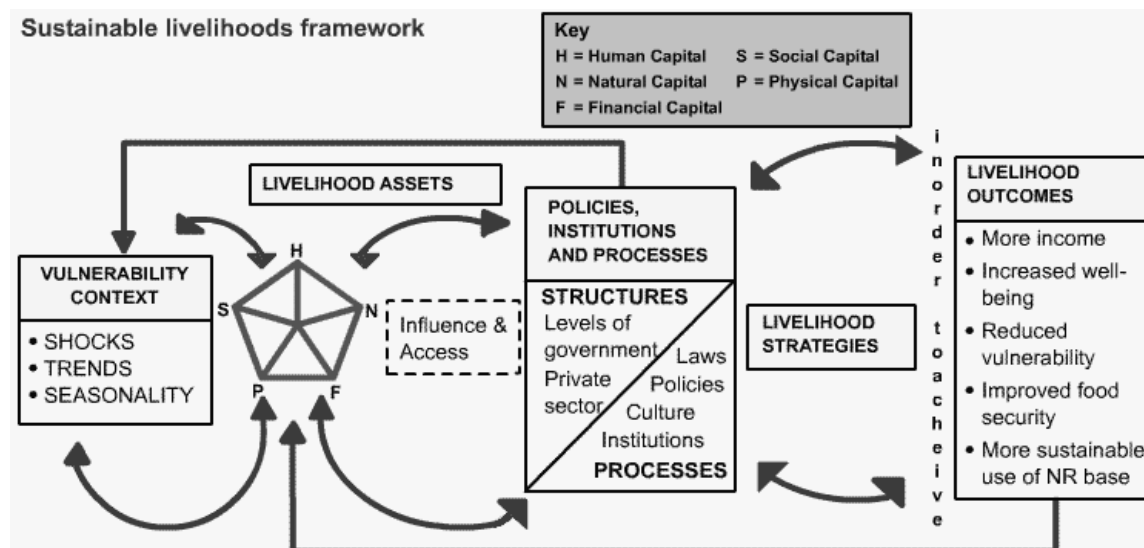 Sustainable livelihoods framework
Key
H = Human Capital S = Social Capital
N = Natural Capital P = Physical Capital
F = Financial Capital
LIVELIHOOD ASSETS
VULNERABILITY
CONTEXT
• SHOCKS
• TRENDS
• SEASONALITY
H
S
N
P
F
Influence &
Access
POLICIES,
INSTITUTIONS
AND PROCESSES
STRUCTURES
Levels of
government
Private
sector
Laws
Policies
Culture
Institutions
PROCESSES
LIVELIHOOD
STRATEGIES
inorder toacheive
LIVELIHOOD
OUTCOMES
• More income
• Increased well-
being
• Reduced
vulnerability
• Improved food
security
• More sustainable
use of NR base